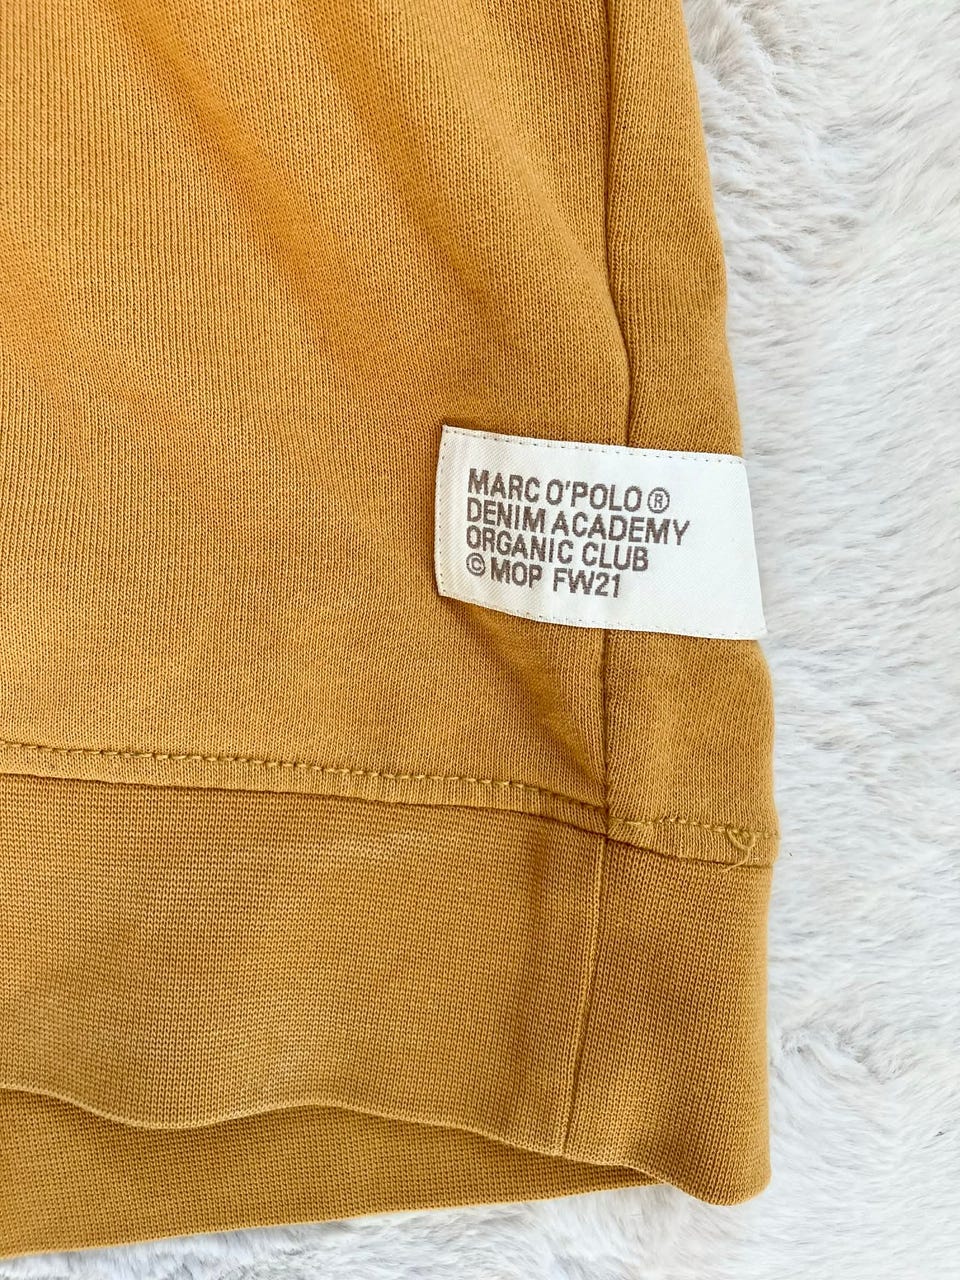 MARC O'POLO ®
DENIM ACADEMY
ORGANIC CLUB
© MOP FW21